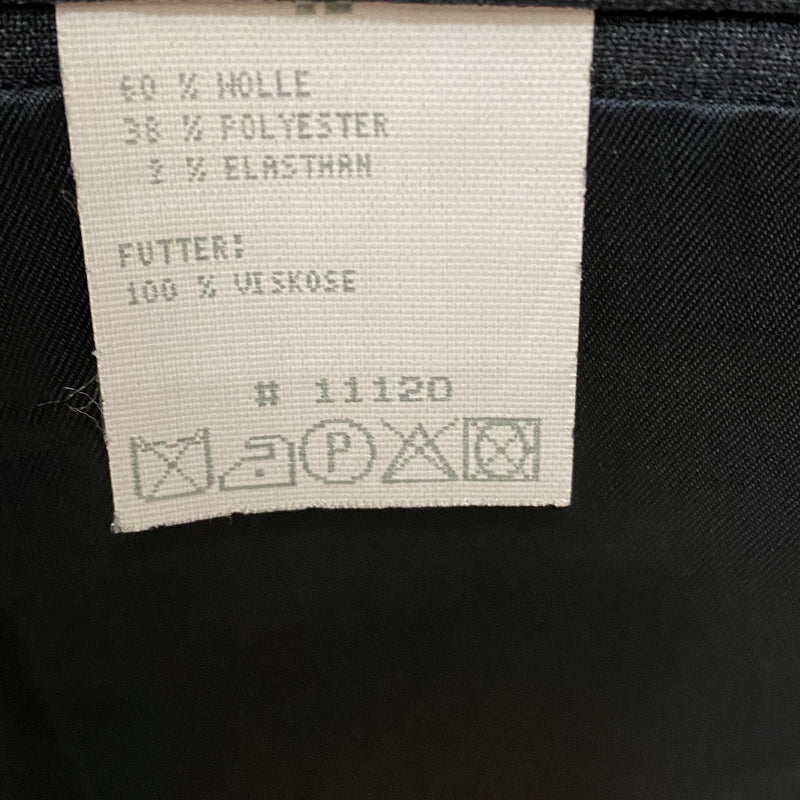 60 % WOLLE
38 % POLYESTER
2 % ELASTHAN
FUTTER:
100 % VISKOSE
# 11120
P